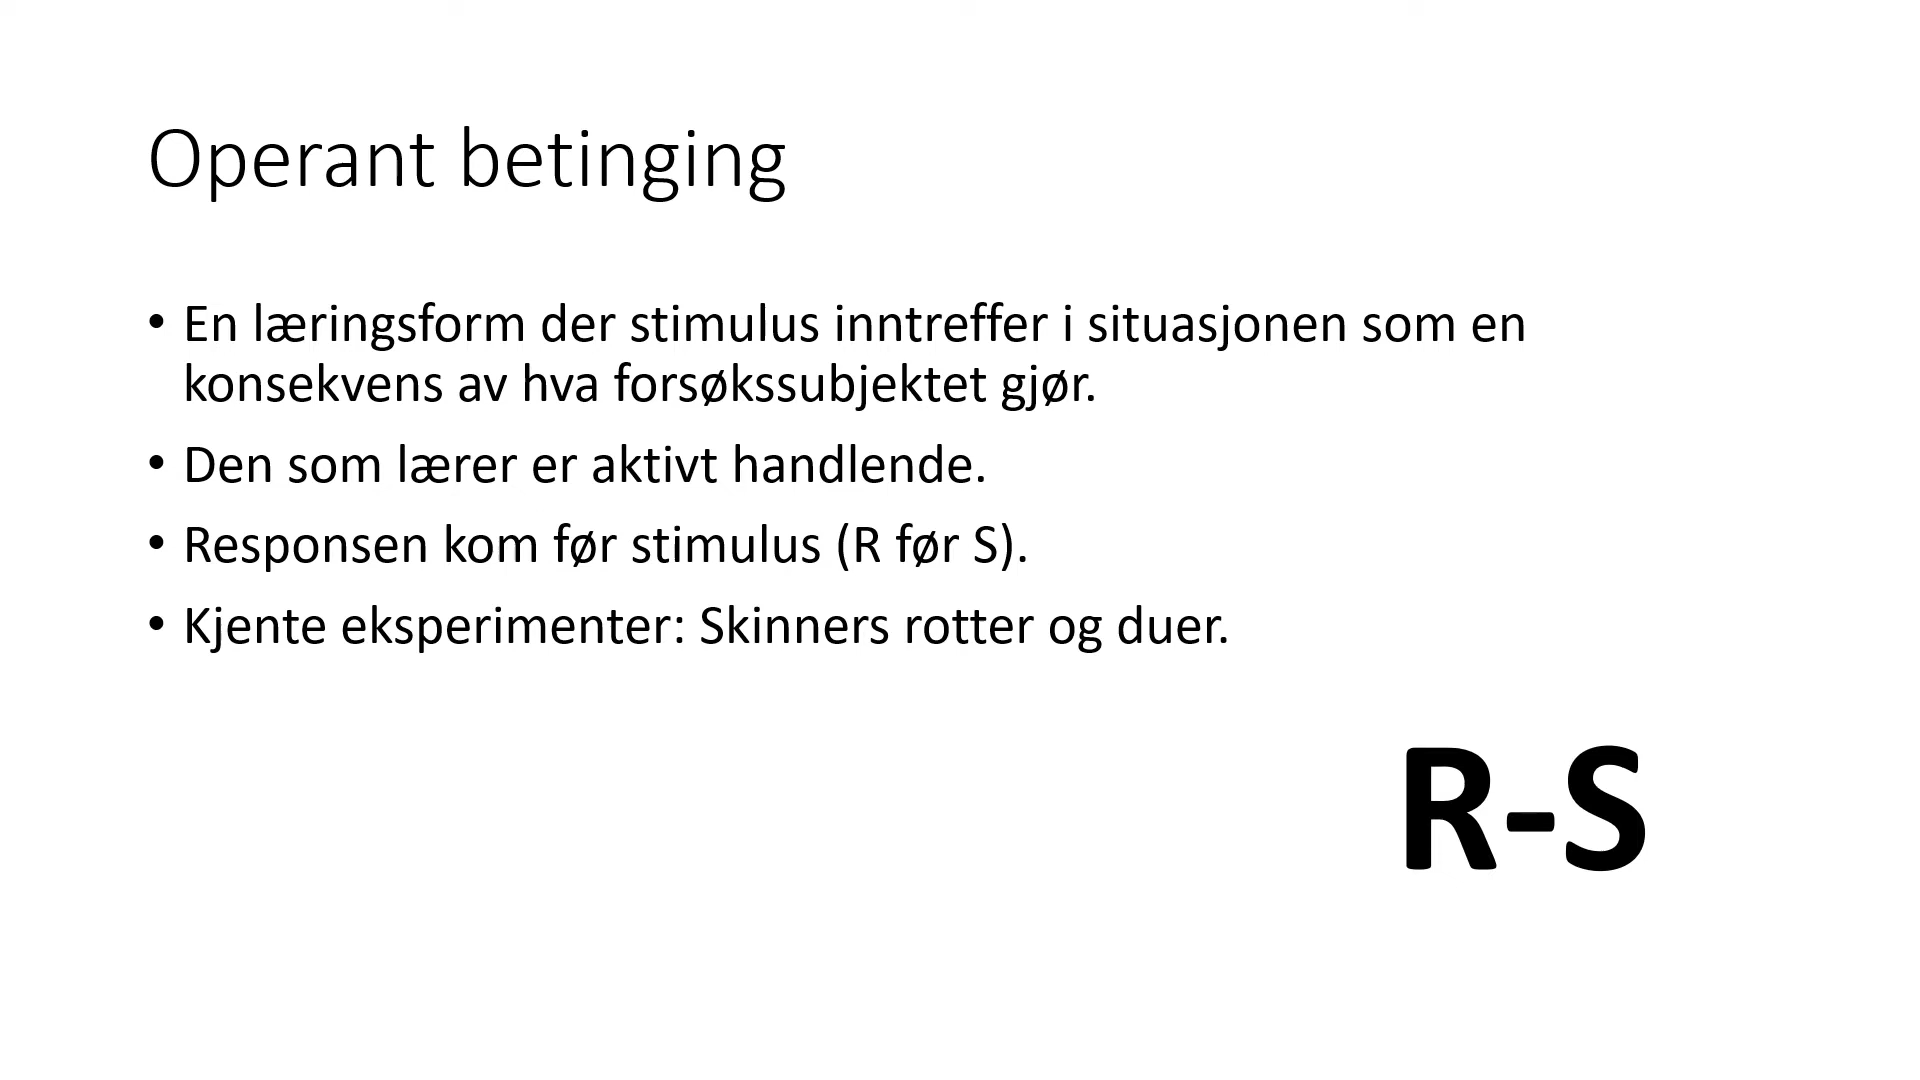 Operant betinging
• En læringsform der stimulus inntreffer i situasjonen som en
konsekvens av hva forsøkssubjektet gjør.
• Den som lærer er aktivt handlende.
• Responsen kom før stimulus (R før S).
• Kjente eksperimenter: Skinners rotter og duer.
R-S